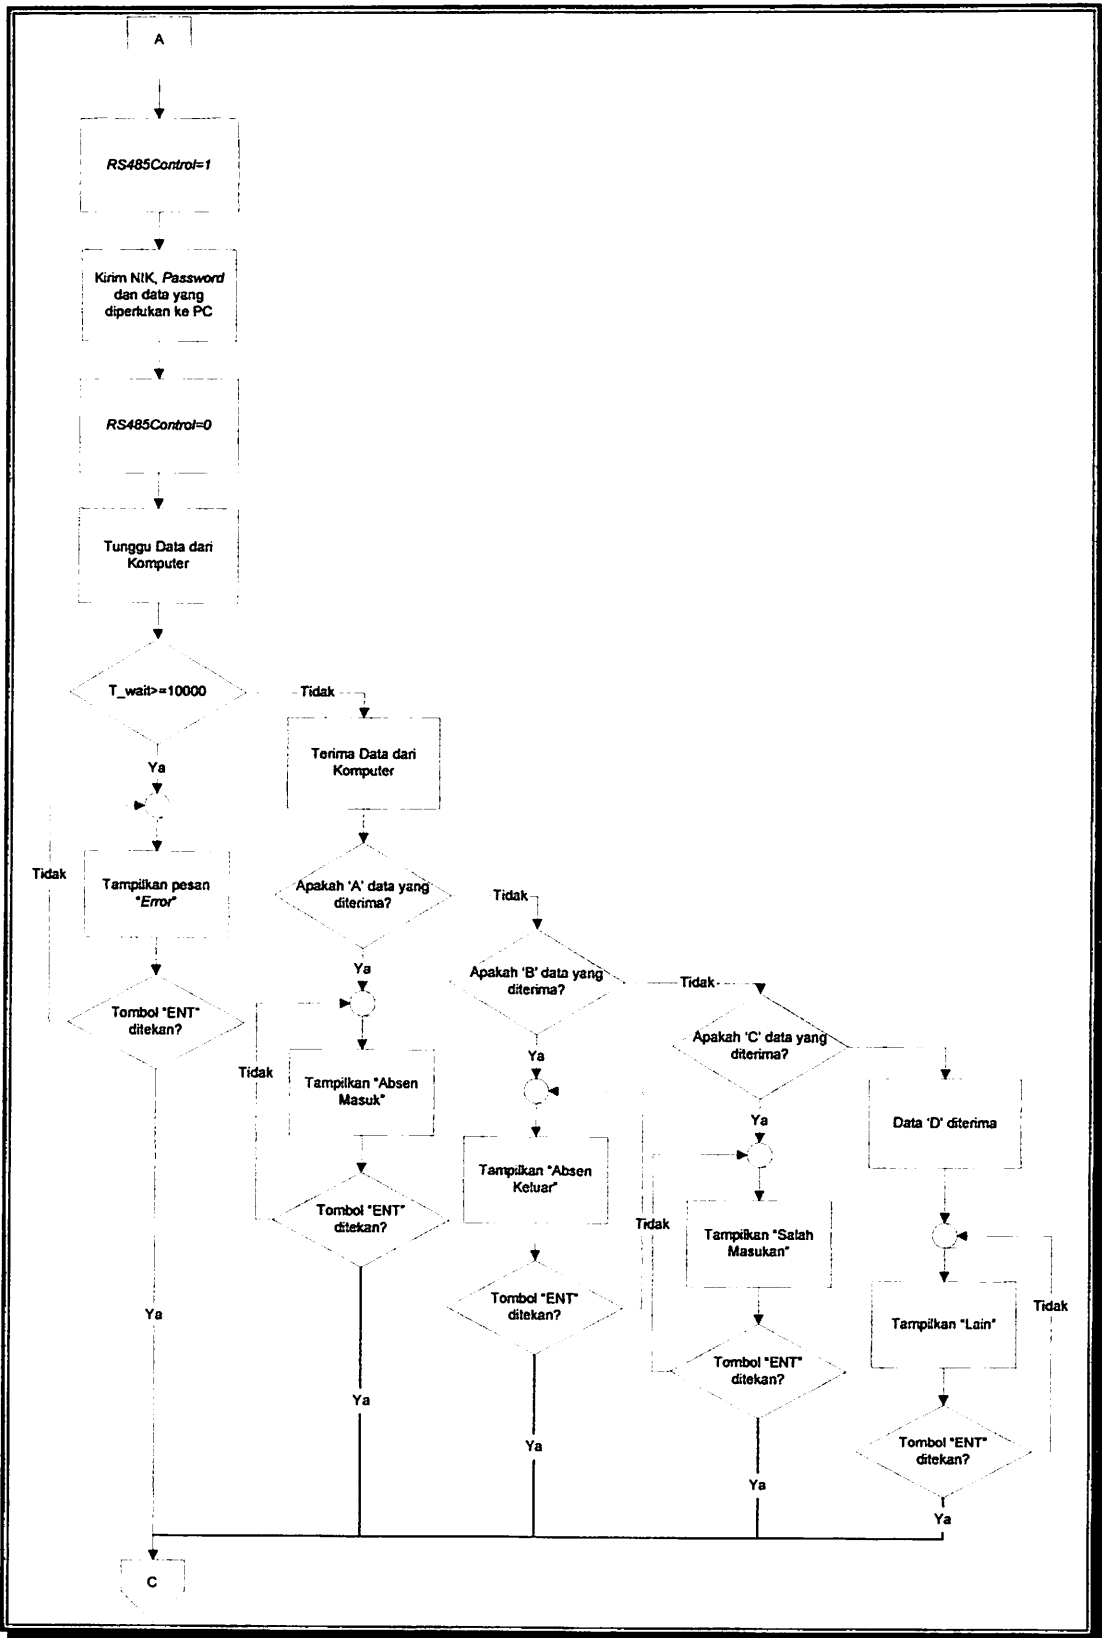 A
RS485Control=1
Kirim NIK, Password
dan data yang
diperlukan ke PC
RS485Control=0
Tunggu Data dari
Komputer
T_wait>=10000
Tidak
Ya
Terima Data dari
Komputer
Tidak
Tampilkan pesan
"Error"
Tombol "ENT"
ditekan?
Ya
Apakah 'A' data yang
diterima?
Tidak
Ya
Tidak
Tampilkan "Absen
Masuk"
Tombol "ENT"
ditekan?
Ya
Apakah 'B' data yang
diterima?
Tidak
Ya
Tampilkan "Absen
Keluar"
Tidak
Tombol "ENT"
ditekan?
Ya
Apakah 'C' data yang
diterima?
Ya
Tampilkan "Salah
Masukan"
Tombol "ENT"
ditekan?
Ya
Data 'D' diterima
Tampilkan "Lain"
Tidak
Tombol "ENT"
ditekan?
Ya
C